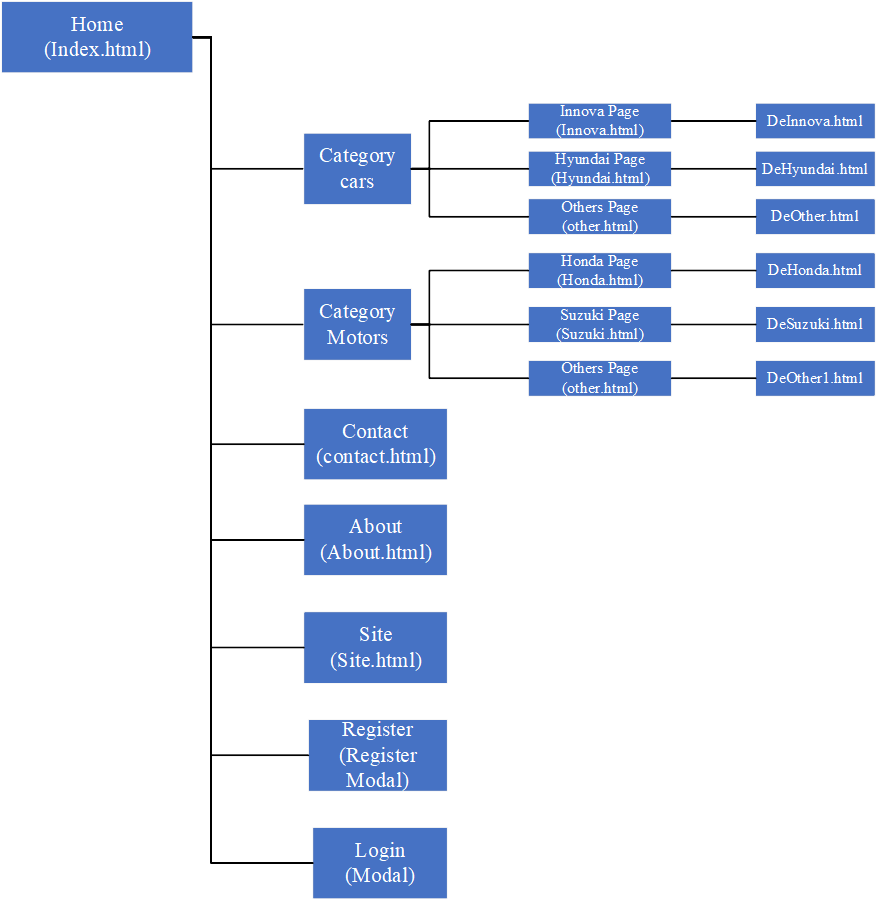 Home
(Index.html)
Category
cars
Innova Page
(Innova.html)
DeInnova.html
Hyundai Page
(Hyundai.html)
DeHyundai.html
Others Page
(other.html)
DeOther.html
Category
Motors
Honda Page
(Honda.html)
DeHonda.html
Suzuki Page
(Suzuki.html)
DeSuzuki.html
Others Page
(other.html)
DeOther1.html
Contact
(contact.html)
About
(About.html)
Site
(Site.html)
Register
(Register
Modal)
Login
(Modal)